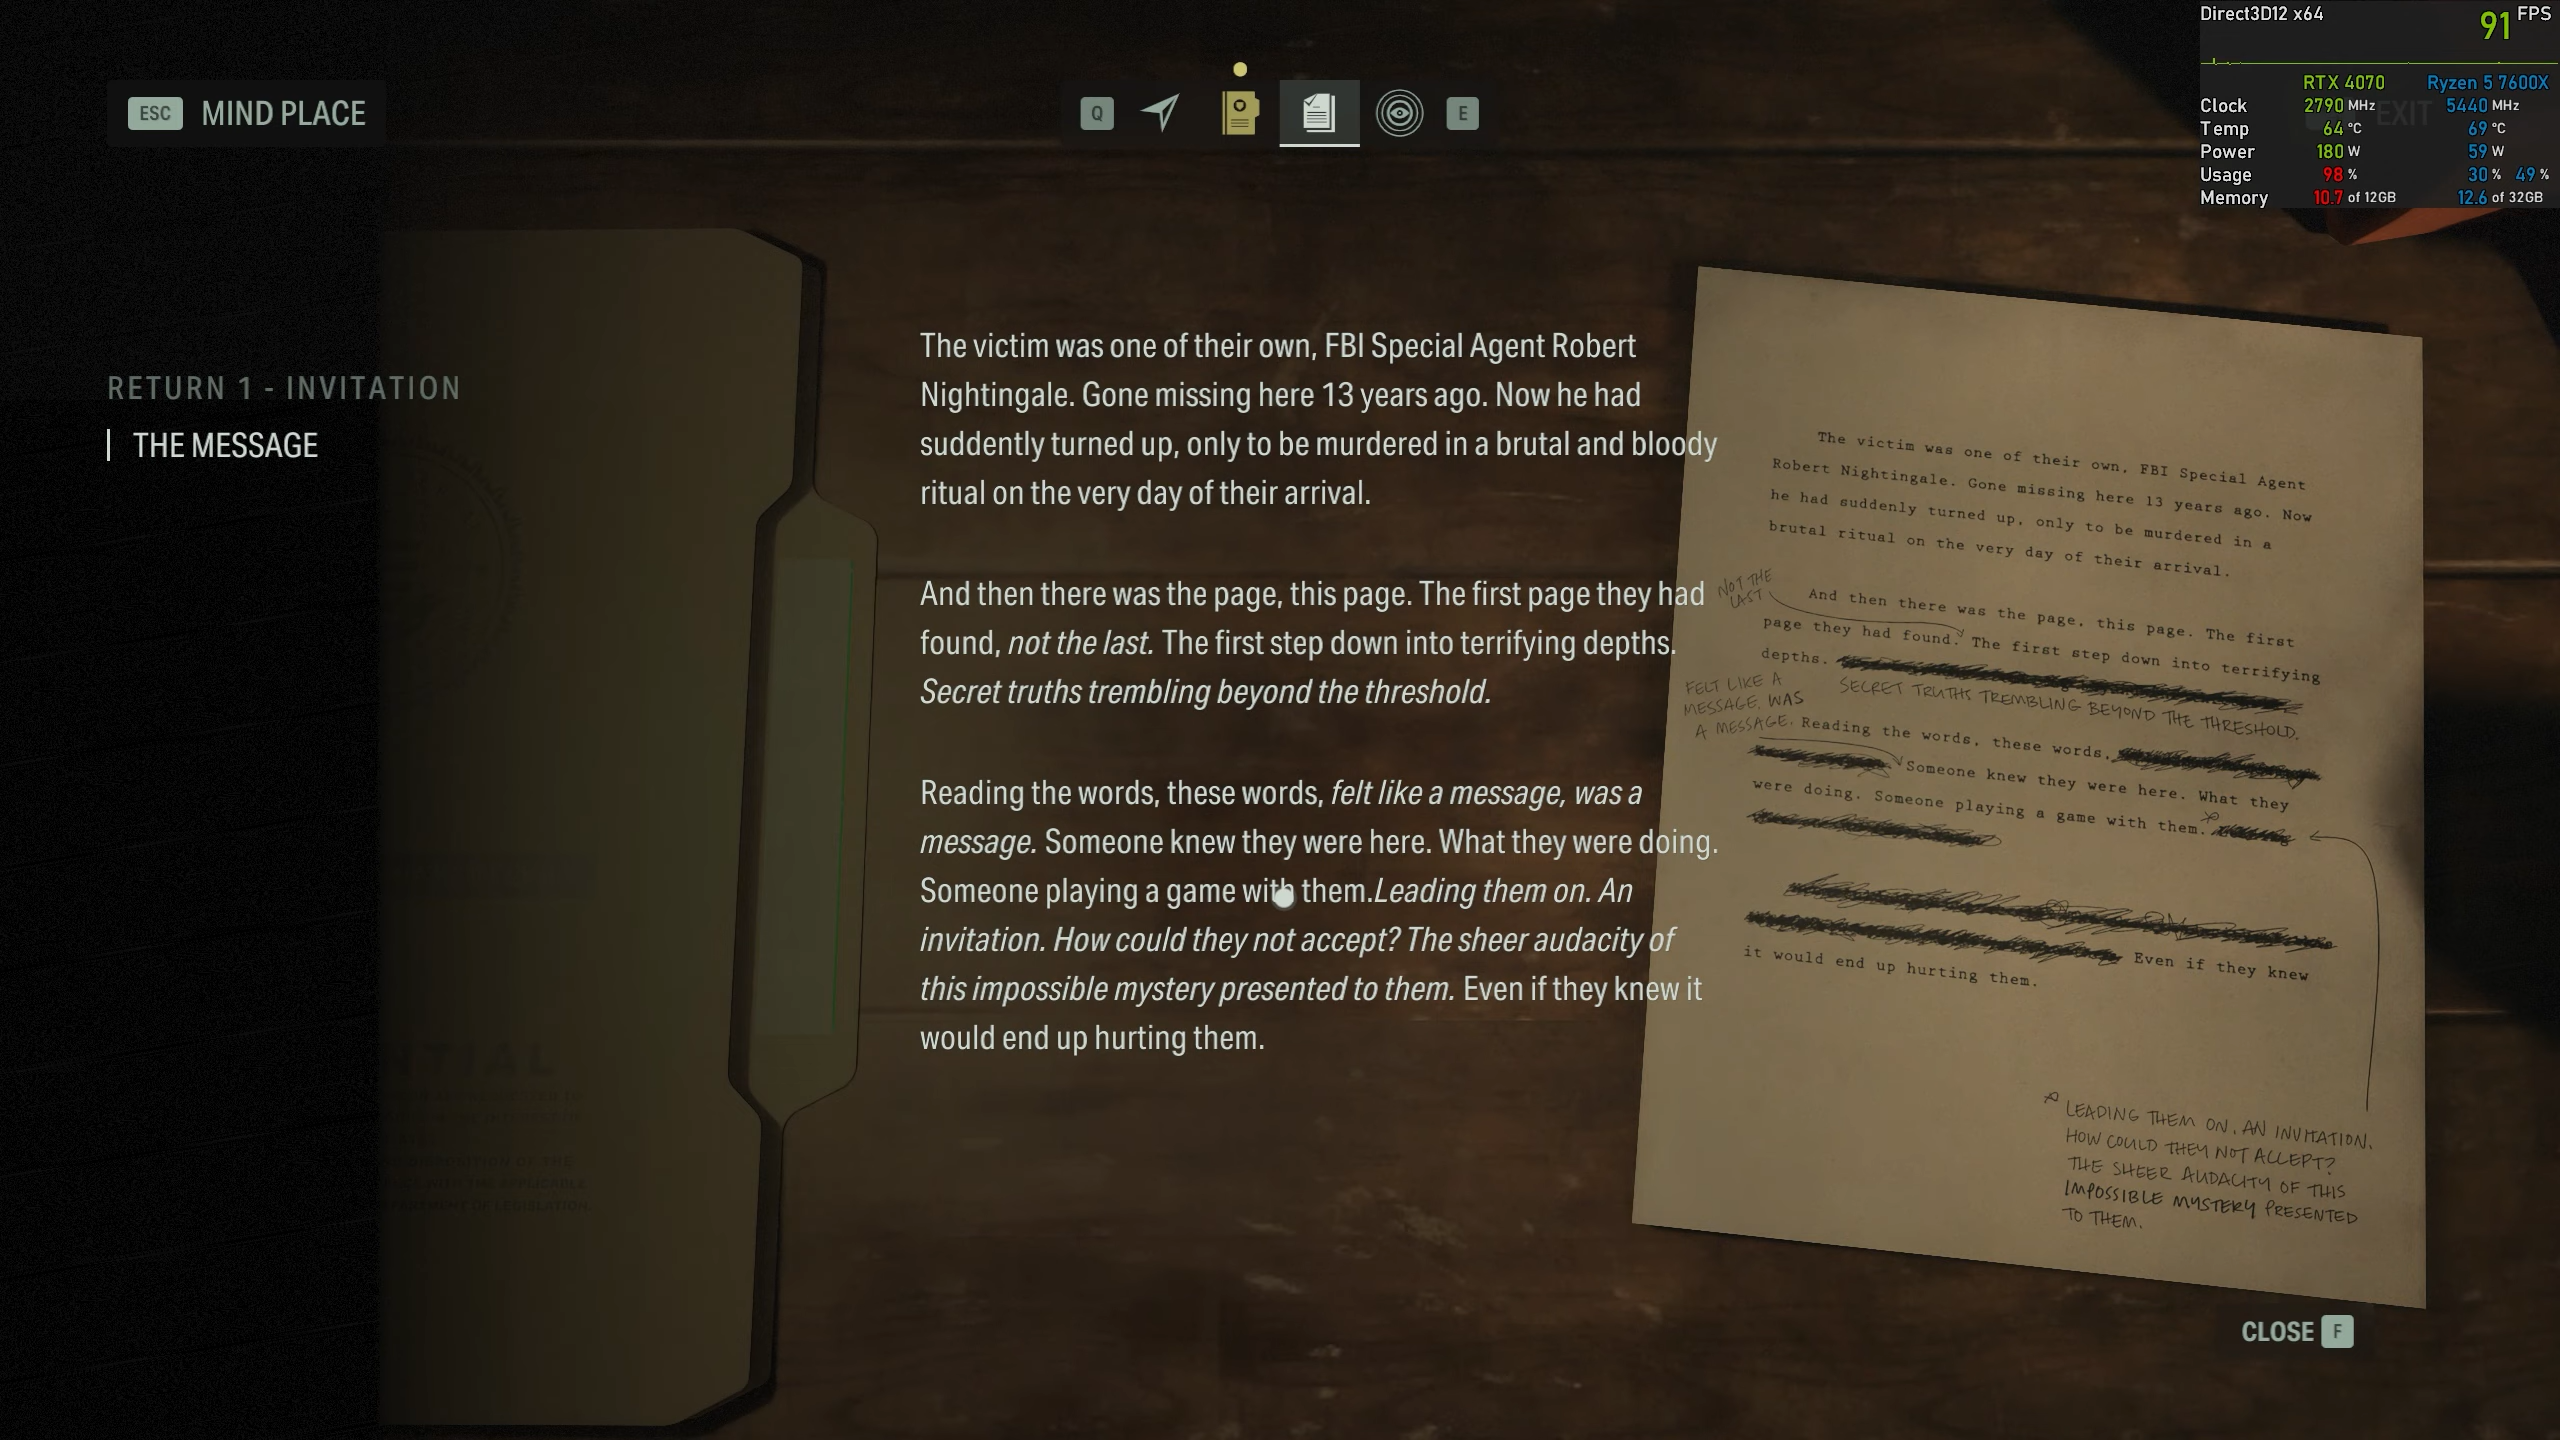 Direct3D12 x64
91 FPS
RTX 4070 Ryzen 5 7600X
Clock 2790 MHz 5440 MHz
Temp 64 °C 69 °C
Power 180 W 59 W
Usage 98 % 30 % 49 %
Memory 10.7 of 12GB 12.6 of 32GB
EXIT
ESC MIND PLACE
Q
E
RETURN 1 - INVITATION
THE MESSAGE
The victim was one of their own, FBI Special Agent Robert
Nightingale. Gone missing here 13 years ago. Now he had
suddently turned up, only to be murdered in a brutal and bloody
ritual on the very day of their arrival.
And then there was the page, this page. The first page they had
found, not the last. The first step down into terrifying depths.
Secret truths trembling beyond the threshold.
Reading the words, these words, felt like a message, was a
message. Someone knew they were here. What they were doing.
Someone playing a game with them.Leading them on. An
invitation. How could they not accept? The sheer audacity of
this impossible mystery presented to them. Even if they knew it
would end up hurting them.
The victim was one of their own, FBI Special Agent
Robert Nightingale. Gone missing here 13 years ago. Now
he had suddenly turned up, only to be murdered in a
brutal ritual on the very day of their arrival.
NOT THE
LAST
And then there was the page, this page. The first
page they had found. The first step down into terrifying
depths.
SECRET TRUTHS TREMBLING BEYOND THE THRESHOLD.
FELT LIKE A
MESSAGE. WAS
A MESSAGE.
Reading the words, these words,
Someone knew they were here. What they
were doing. Someone playing a game with them.
Even if they knew
it would end up hurting them.
LEADING THEM ON. AN INVITATION.
HOW COULD THEY NOT ACCEPT?
THE SHEER AUDACITY OF THIS
IMPOSSIBLE MYSTERY PRESENTED
TO THEM.
NTIAL
CLOSE F